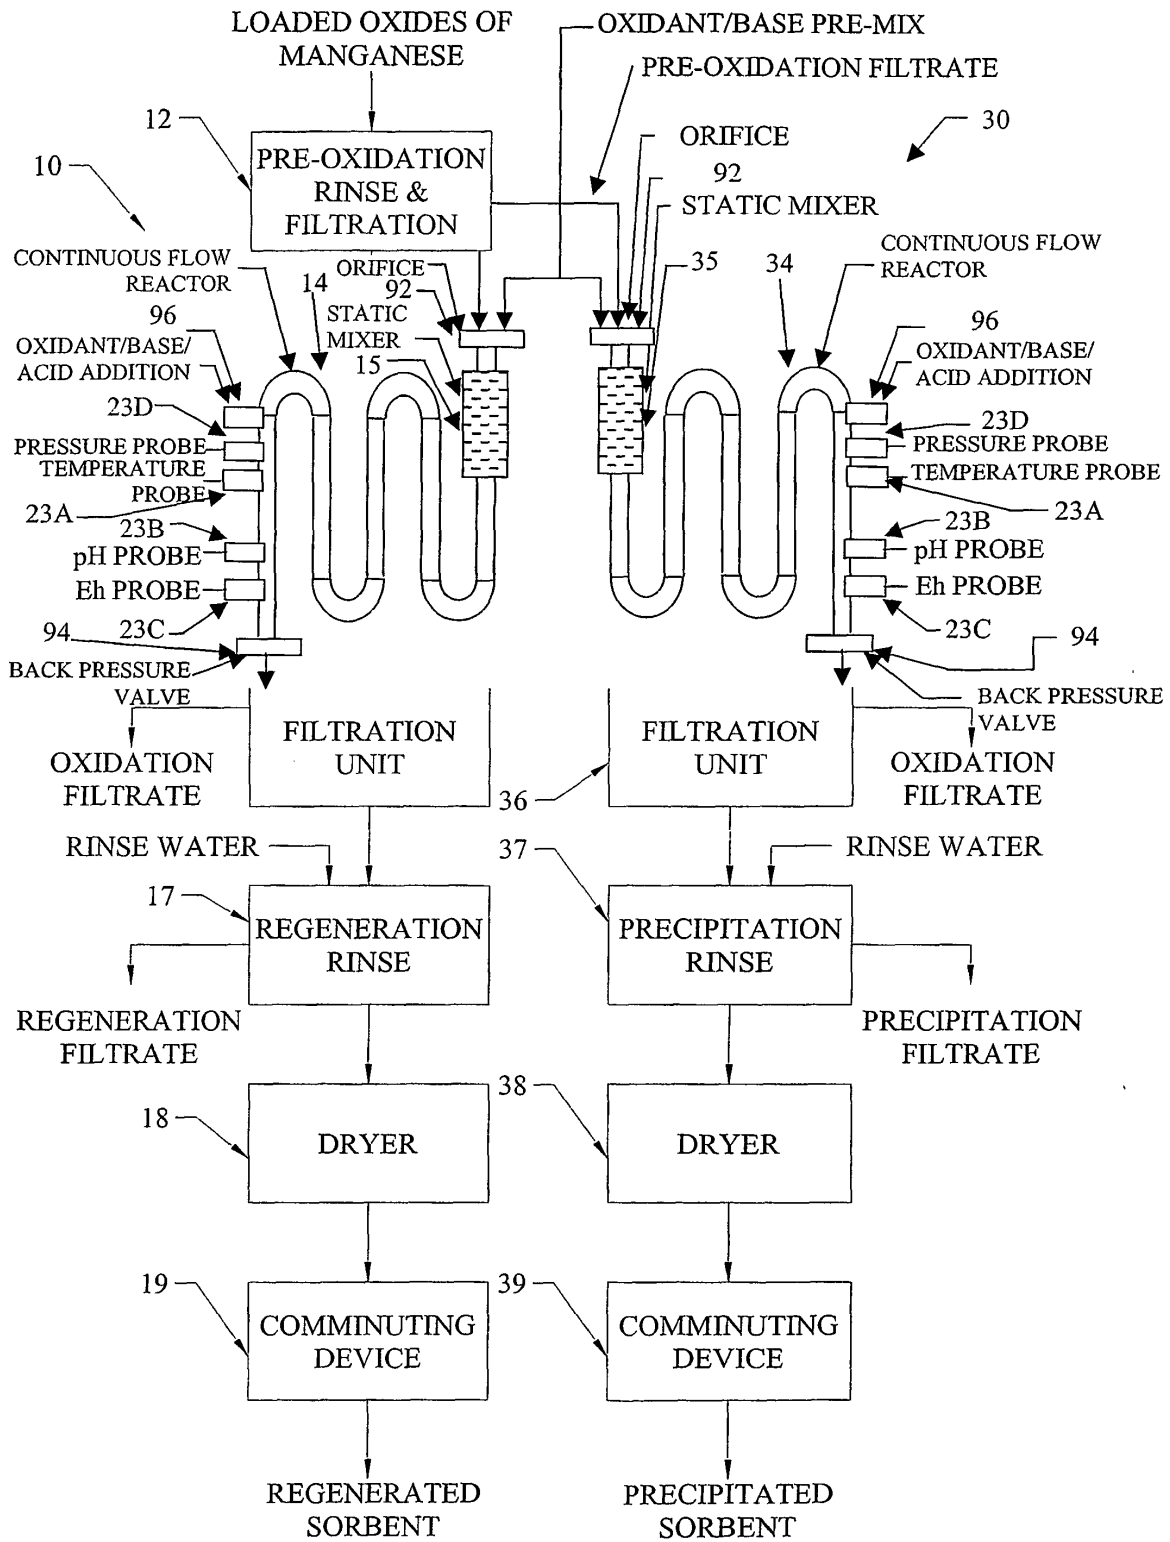 LOADED OXIDES OF
MANGANESE
OXIDANT/BASE PRE-MIX
PRE-OXIDATION FILTRATE
12
30
10
PRE-OXIDATION
RINSE &
FILTRATION
ORIFICE
92
STATIC MIXER
CONTINUOUS FLOW
REACTOR
14
ORIFICE
92
STATIC
MIXER
15
35
34
CONTINUOUS FLOW
REACTOR
96
OXIDANT/BASE/
ACID ADDITION
23D
PRESSURE PROBE
TEMPERATURE
PROBE
23A
23B
pH PROBE
Eh PROBE
23C
94
BACK PRESSURE
VALVE
96
OXIDANT/BASE/
ACID ADDITION
23D
PRESSURE PROBE
TEMPERATURE PROBE
23A
23B
pH PROBE
Eh PROBE
23C
94
BACK PRESSURE
VALVE
FILTRATION
UNIT
OXIDATION
FILTRATE
FILTRATION
UNIT
36
OXIDATION
FILTRATE
RINSE WATER
37
RINSE WATER
17
REGENERATION
RINSE
PRECIPITATION
RINSE
REGENERATION
FILTRATE
PRECIPITATION
FILTRATE
18
DRYER
38
DRYER
19
COMMINUTING
DEVICE
39
COMMINUTING
DEVICE
REGENERATED
SORBENT
PRECIPITATED
SORBENT